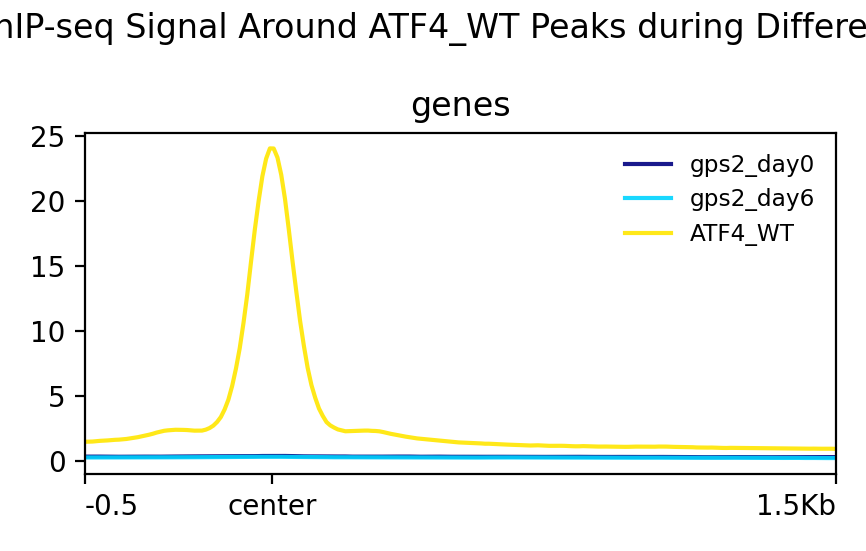 hIP-seq Signal Around ATF4_WT Peaks during Differe
genes
25
20
15
10
5
0
gps2_day0
gps2_day6
ATF4_WT
-0.5
center
1.5Kb